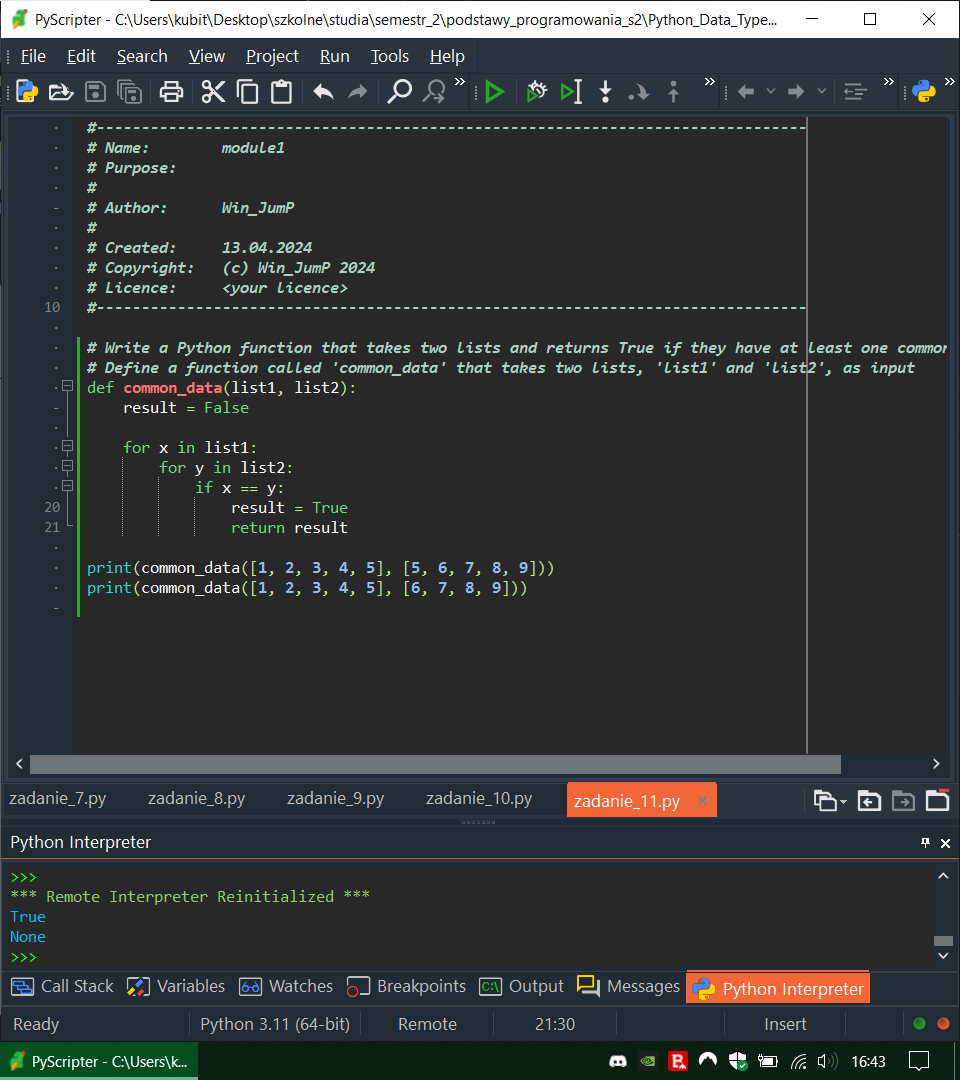 PyScripter - C:\Users\kubit\Desktop\szkolne\studia\semestr_2\podstawy_programowania_s2\Python_Data_Type...
File Edit Search View Project Run Tools Help
#-------------------------------------------------------------------------------
# Name:        module1
# Purpose:
#
# Author:      Win_JumP
#
# Created:     13.04.2024
# Copyright:   (c) Win_JumP 2024
# Licence:     <your licence>
10 #-------------------------------------------------------------------------------
# Write a Python function that takes two lists and returns True if they have at least one common
# Define a function called 'common_data' that takes two lists, 'list1' and 'list2', as input
def common_data(list1, list2):
    result = False
    for x in list1:
        for y in list2:
            if x == y:
20                 result = True
21                 return result
print(common_data([1, 2, 3, 4, 5], [5, 6, 7, 8, 9]))
print(common_data([1, 2, 3, 4, 5], [6, 7, 8, 9]))
zadanie_7.py zadanie_8.py zadanie_9.py zadanie_10.py zadanie_11.py
Python Interpreter
>>>
*** Remote Interpreter Reinitialized ***
True
None
>>>
Call Stack Variables Watches Breakpoints Output Messages Python Interpreter
Ready Python 3.11 (64-bit) Remote 21:30 Insert
PyScripter - C:\Users\k... 16:43